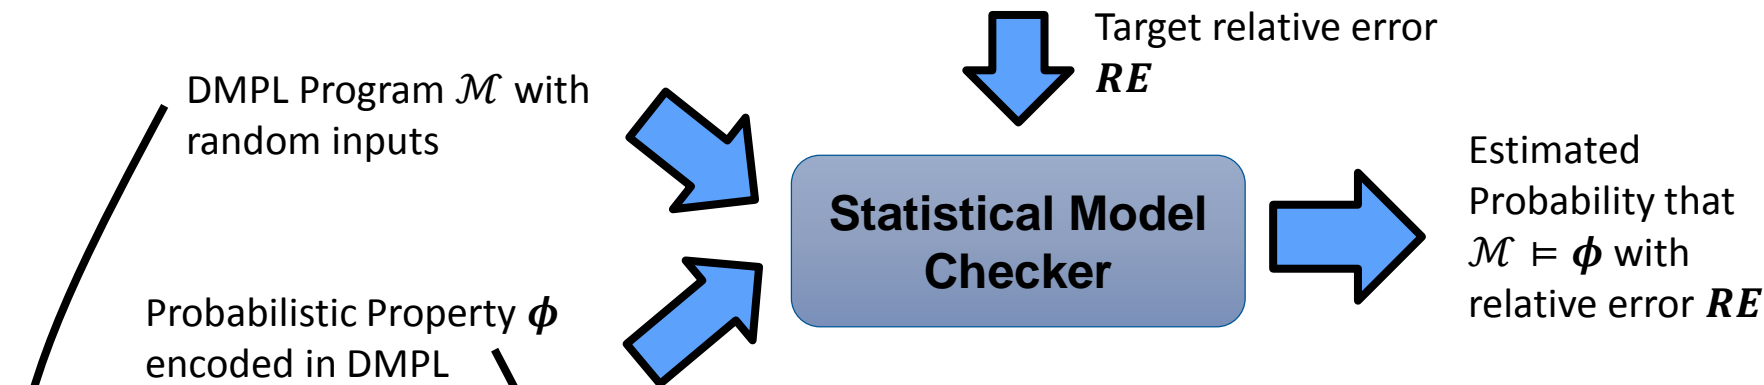 Target relative error
RE
DMPL Program ℳ with
random inputs
Statistical Model
Checker
Estimated
Probability that
ℳ ⊨ ϕ with
relative error RE
Probabilistic Property ϕ
encoded in DMPL